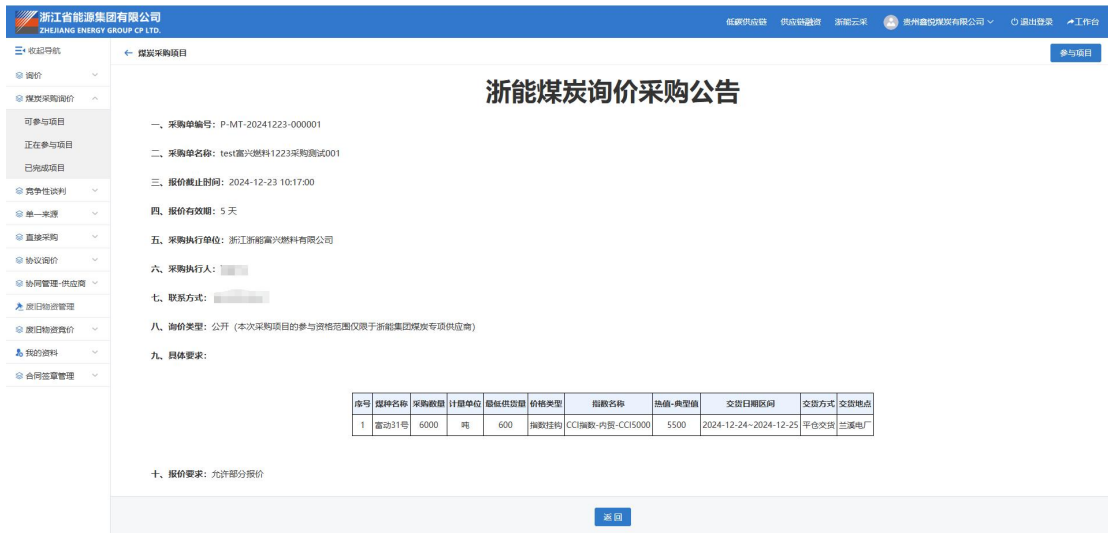 浙江省能源集团有限公司
ZHEJIANG ENERGY GROUP CP LTD.
低碳供应链 供应链融资 浙能云采 贵州鑫悦煤炭有限公司 退出登录 工作台
收起导航
煤炭采购项目
参与项目
询价
煤炭采购询价
可参与项目
正在参与项目
已完成项目
竞争性谈判
单一来源
直接采购
协议询价
协同管理-供应商
废旧物资管理
废旧物资竞价
我的资料
合同签章管理
浙能煤炭询价采购公告
一、采购单编号：P-MT-20241223-000001
二、采购单名称：test富兴燃料1223采购测试001
三、报价截止时间：2024-12-23 10:17:00
四、报价有效期：5 天
五、采购执行单位：浙江浙能富兴燃料有限公司
六、采购执行人：
七、联系方式：
八、询价类型：公开（本次采购项目的参与资格范围仅限于浙能集团煤炭专项供应商）
九、具体要求：
序号 煤种名称 采购数量 计量单位 最低供货量 价格类型 指数名称 热值-典型值 交货日期区间 交货方式 交货地点
1 富动31号 6000 吨 600 指数挂钩 CCI指数-内贸-CCI5000 5500 2024-12-24~2024-12-25 平仓交货 兰溪电厂
十、报价要求：允许部分报价
返 回